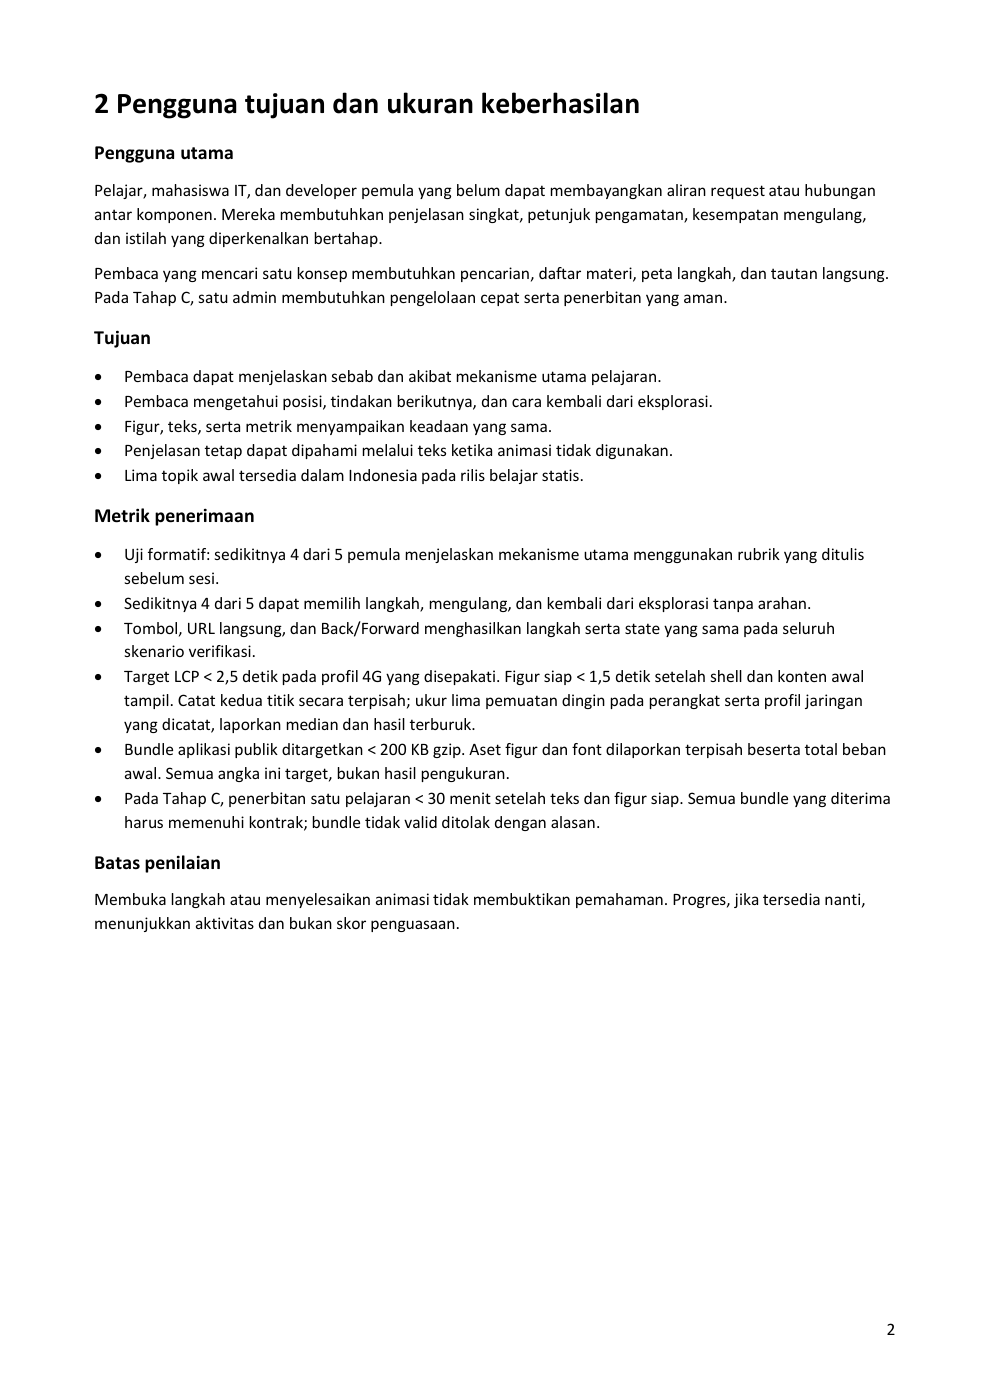 2 Pengguna tujuan dan ukuran keberhasilan
Pengguna utama
Pelajar, mahasiswa IT, dan developer pemula yang belum dapat membayangkan aliran request atau hubungan
antar komponen. Mereka membutuhkan penjelasan singkat, petunjuk pengamatan, kesempatan mengulang,
dan istilah yang diperkenalkan bertahap.
Pembaca yang mencari satu konsep membutuhkan pencarian, daftar materi, peta langkah, dan tautan langsung.
Pada Tahap C, satu admin membutuhkan pengelolaan cepat serta penerbitan yang aman.
Tujuan
• Pembaca dapat menjelaskan sebab dan akibat mekanisme utama pelajaran.
• Pembaca mengetahui posisi, tindakan berikutnya, dan cara kembali dari eksplorasi.
• Figur, teks, serta metrik menyampaikan keadaan yang sama.
• Penjelasan tetap dapat dipahami melalui teks ketika animasi tidak digunakan.
• Lima topik awal tersedia dalam Indonesia pada rilis belajar statis.
Metrik penerimaan
• Uji formatif: sedikitnya 4 dari 5 pemula menjelaskan mekanisme utama menggunakan rubrik yang ditulis
sebelum sesi.
• Sedikitnya 4 dari 5 dapat memilih langkah, mengulang, dan kembali dari eksplorasi tanpa arahan.
• Tombol, URL langsung, dan Back/Forward menghasilkan langkah serta state yang sama pada seluruh
skenario verifikasi.
• Target LCP < 2,5 detik pada profil 4G yang disepakati. Figur siap < 1,5 detik setelah shell dan konten awal
tampil. Catat kedua titik secara terpisah; ukur lima pemuatan dingin pada perangkat serta profil jaringan
yang dicatat, laporkan median dan hasil terburuk.
• Bundle aplikasi publik ditargetkan < 200 KB gzip. Aset figur dan font dilaporkan terpisah beserta total beban
awal. Semua angka ini target, bukan hasil pengukuran.
• Pada Tahap C, penerbitan satu pelajaran < 30 menit setelah teks dan figur siap. Semua bundle yang diterima
harus memenuhi kontrak; bundle tidak valid ditolak dengan alasan.
Batas penilaian
Membuka langkah atau menyelesaikan animasi tidak membuktikan pemahaman. Progres, jika tersedia nanti,
menunjukkan aktivitas dan bukan skor penguasaan.
2